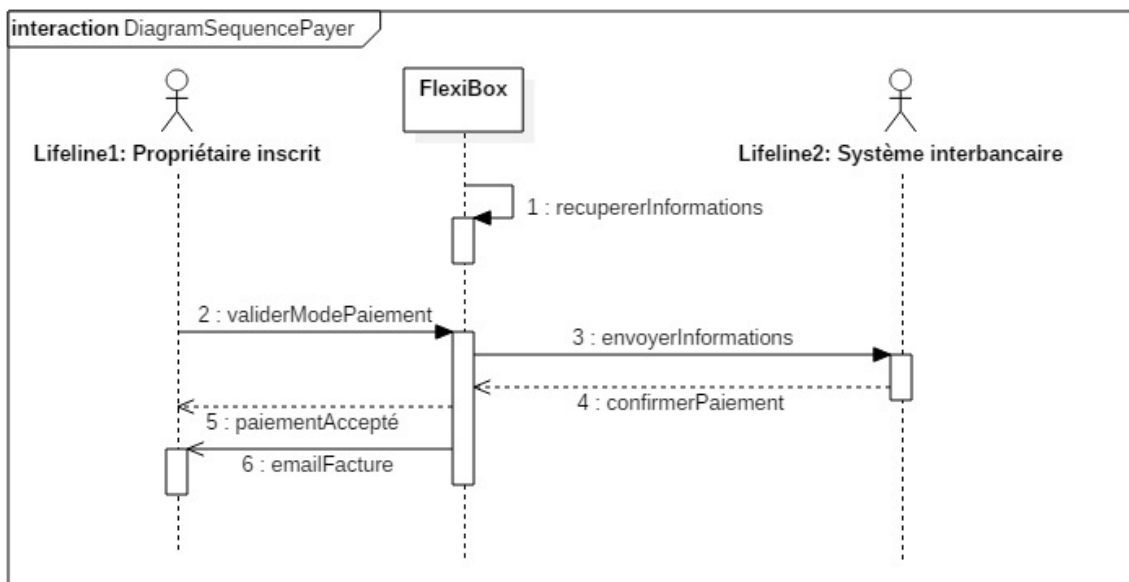 interaction DiagramSequencePayer
FlexiBox
Lifeline1: Propriétaire inscrit
Lifeline2: Système interbancaire
1 : recupererInformations
2 : validerModePaiement
3 : envoyerInformations
4 : confirmerPaiement
5 : paiementAccepté
6 : emailFacture